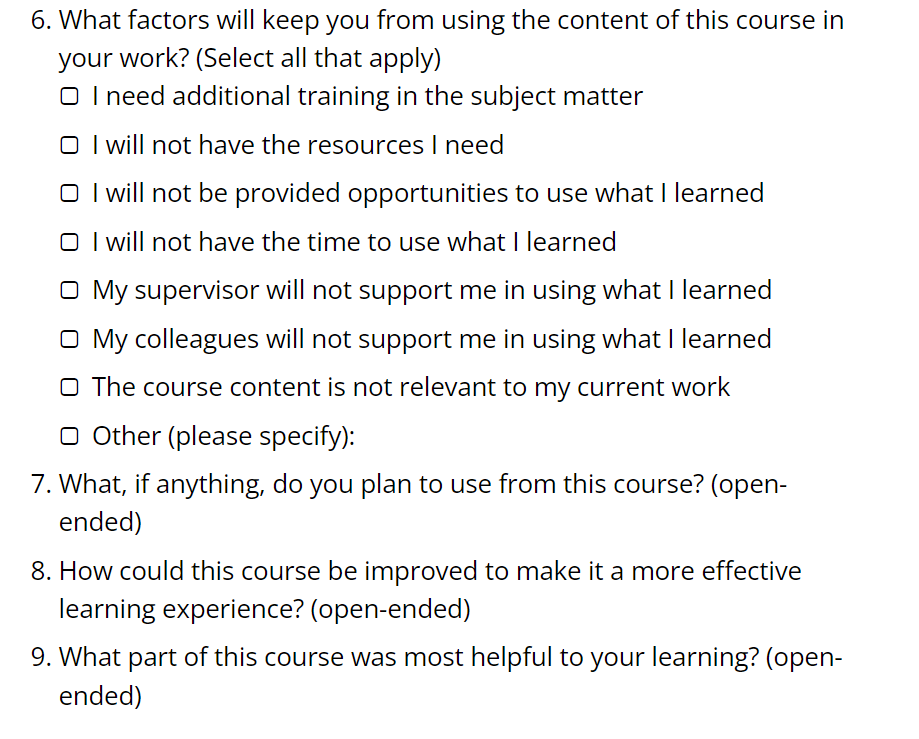 6. What factors will keep you from using the content of this course in
your work? (Select all that apply)
I need additional training in the subject matter
I will not have the resources I need
I will not be provided opportunities to use what I learned
I will not have the time to use what I learned
My supervisor will not support me in using what I learned
My colleagues will not support me in using what I learned
The course content is not relevant to my current work
Other (please specify):
7. What, if anything, do you plan to use from this course? (open-
ended)
8. How could this course be improved to make it a more effective
learning experience? (open-ended)
9. What part of this course was most helpful to your learning? (open-
ended)